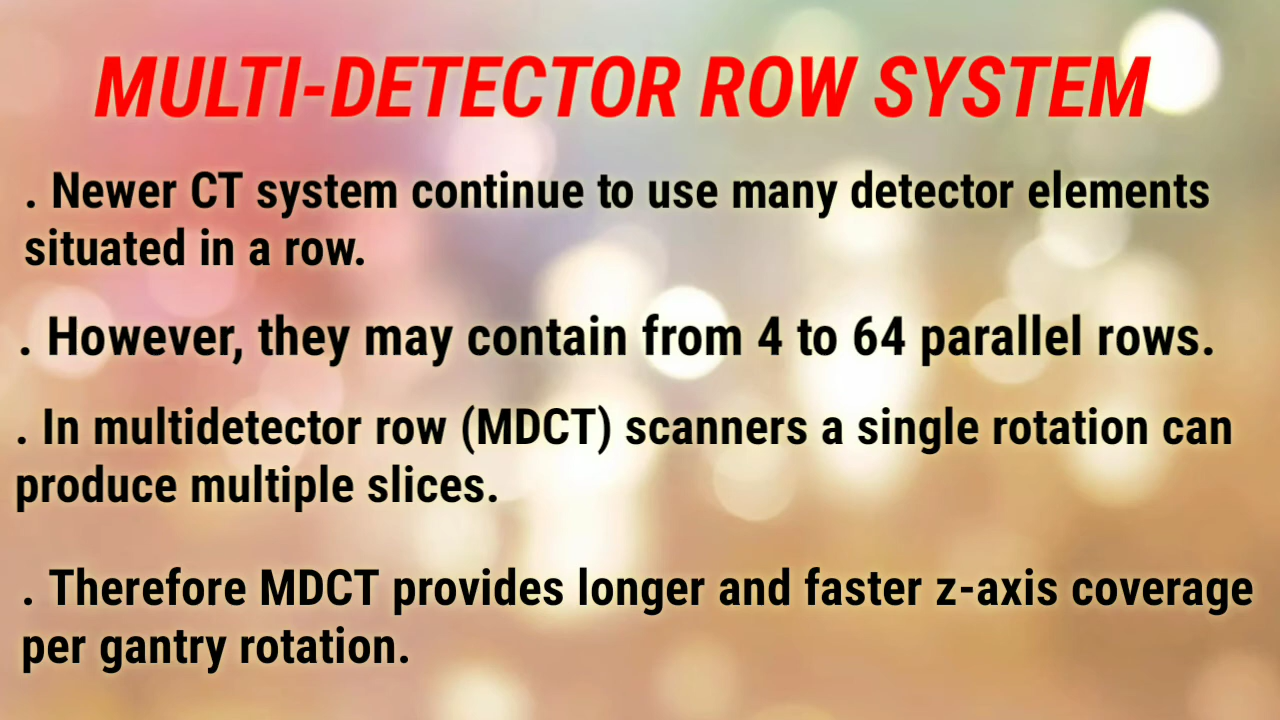 MULTI-DETECTOR ROW SYSTEM
. Newer CT system continue to use many detector elements
situated in a row.
. However, they may contain from 4 to 64 parallel rows.
. In multidetector row (MDCT) scanners a single rotation can
produce multiple slices.
. Therefore MDCT provides longer and faster z-axis coverage
per gantry rotation.